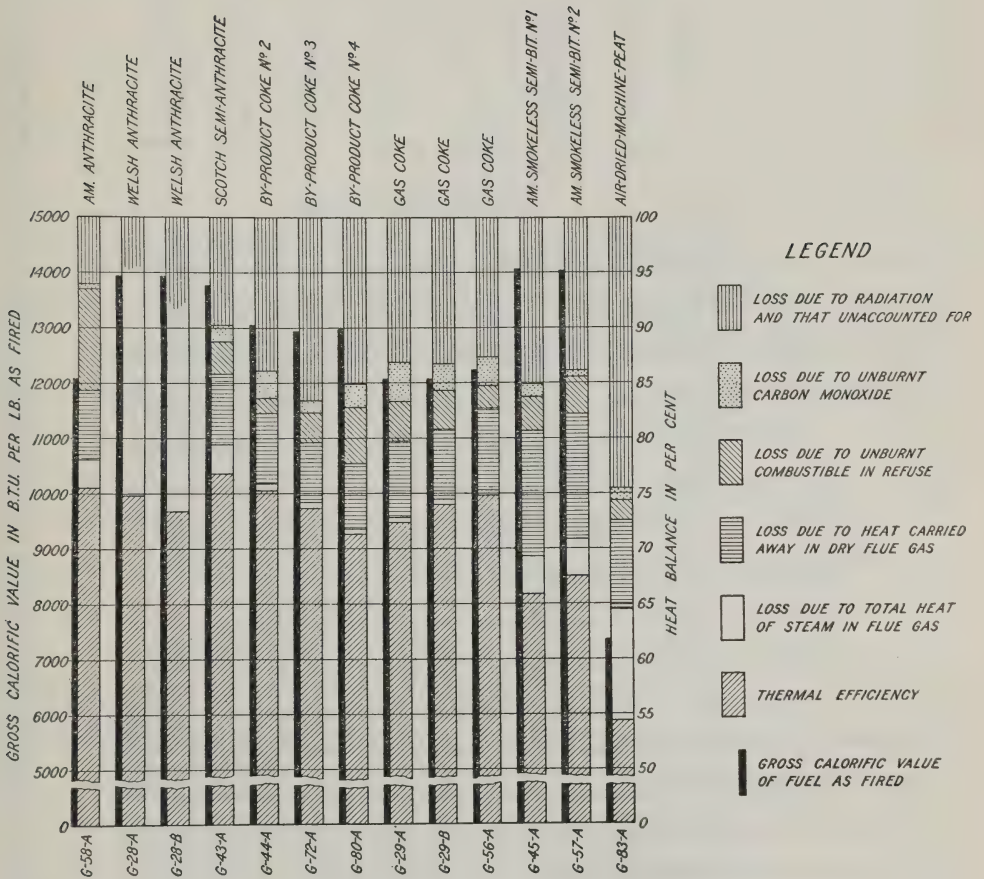 AM. ANTHRACITE
WELSH ANTHRACITE
WELSH ANTHRACITE
SCOTCH SEMI-ANTHRACITE
BY-PRODUCT COKE Nº 2
BY-PRODUCT COKE Nº 3
BY-PRODUCT COKE Nº 4
GAS COKE
GAS COKE
GAS COKE
AM. SMOKELESS SEMI-BIT. Nº 1
AM. SMOKELESS SEMI-BIT. Nº 2
AIR-DRIED-MACHINE-PEAT
GROSS CALORIFIC VALUE IN B.T.U. PER LB. AS FIRED
15000
14000
13000
12000
11000
10000
9000
8000
7000
6000
5000
0
100
95
90
85
80
75
70
65
60
55
50
0
HEAT BALANCE IN PER CENT
G-58-A
G-28-A
G-28-B
G-43-A
G-44-A
G-72-A
G-80-A
G-29-A
G-29-B
G-56-A
G-45-A
G-57-A
G-83-A
LEGEND
LOSS DUE TO RADIATION
AND THAT UNACCOUNTED FOR
LOSS DUE TO UNBURNT
CARBON MONOXIDE
LOSS DUE TO UNBURNT
COMBUSTIBLE IN REFUSE
LOSS DUE TO HEAT CARRIED
AWAY IN DRY FLUE GAS
LOSS DUE TO TOTAL HEAT
OF STEAM IN FLUE GAS
THERMAL EFFICIENCY
GROSS CALORIFIC VALUE
OF FUEL AS FIRED